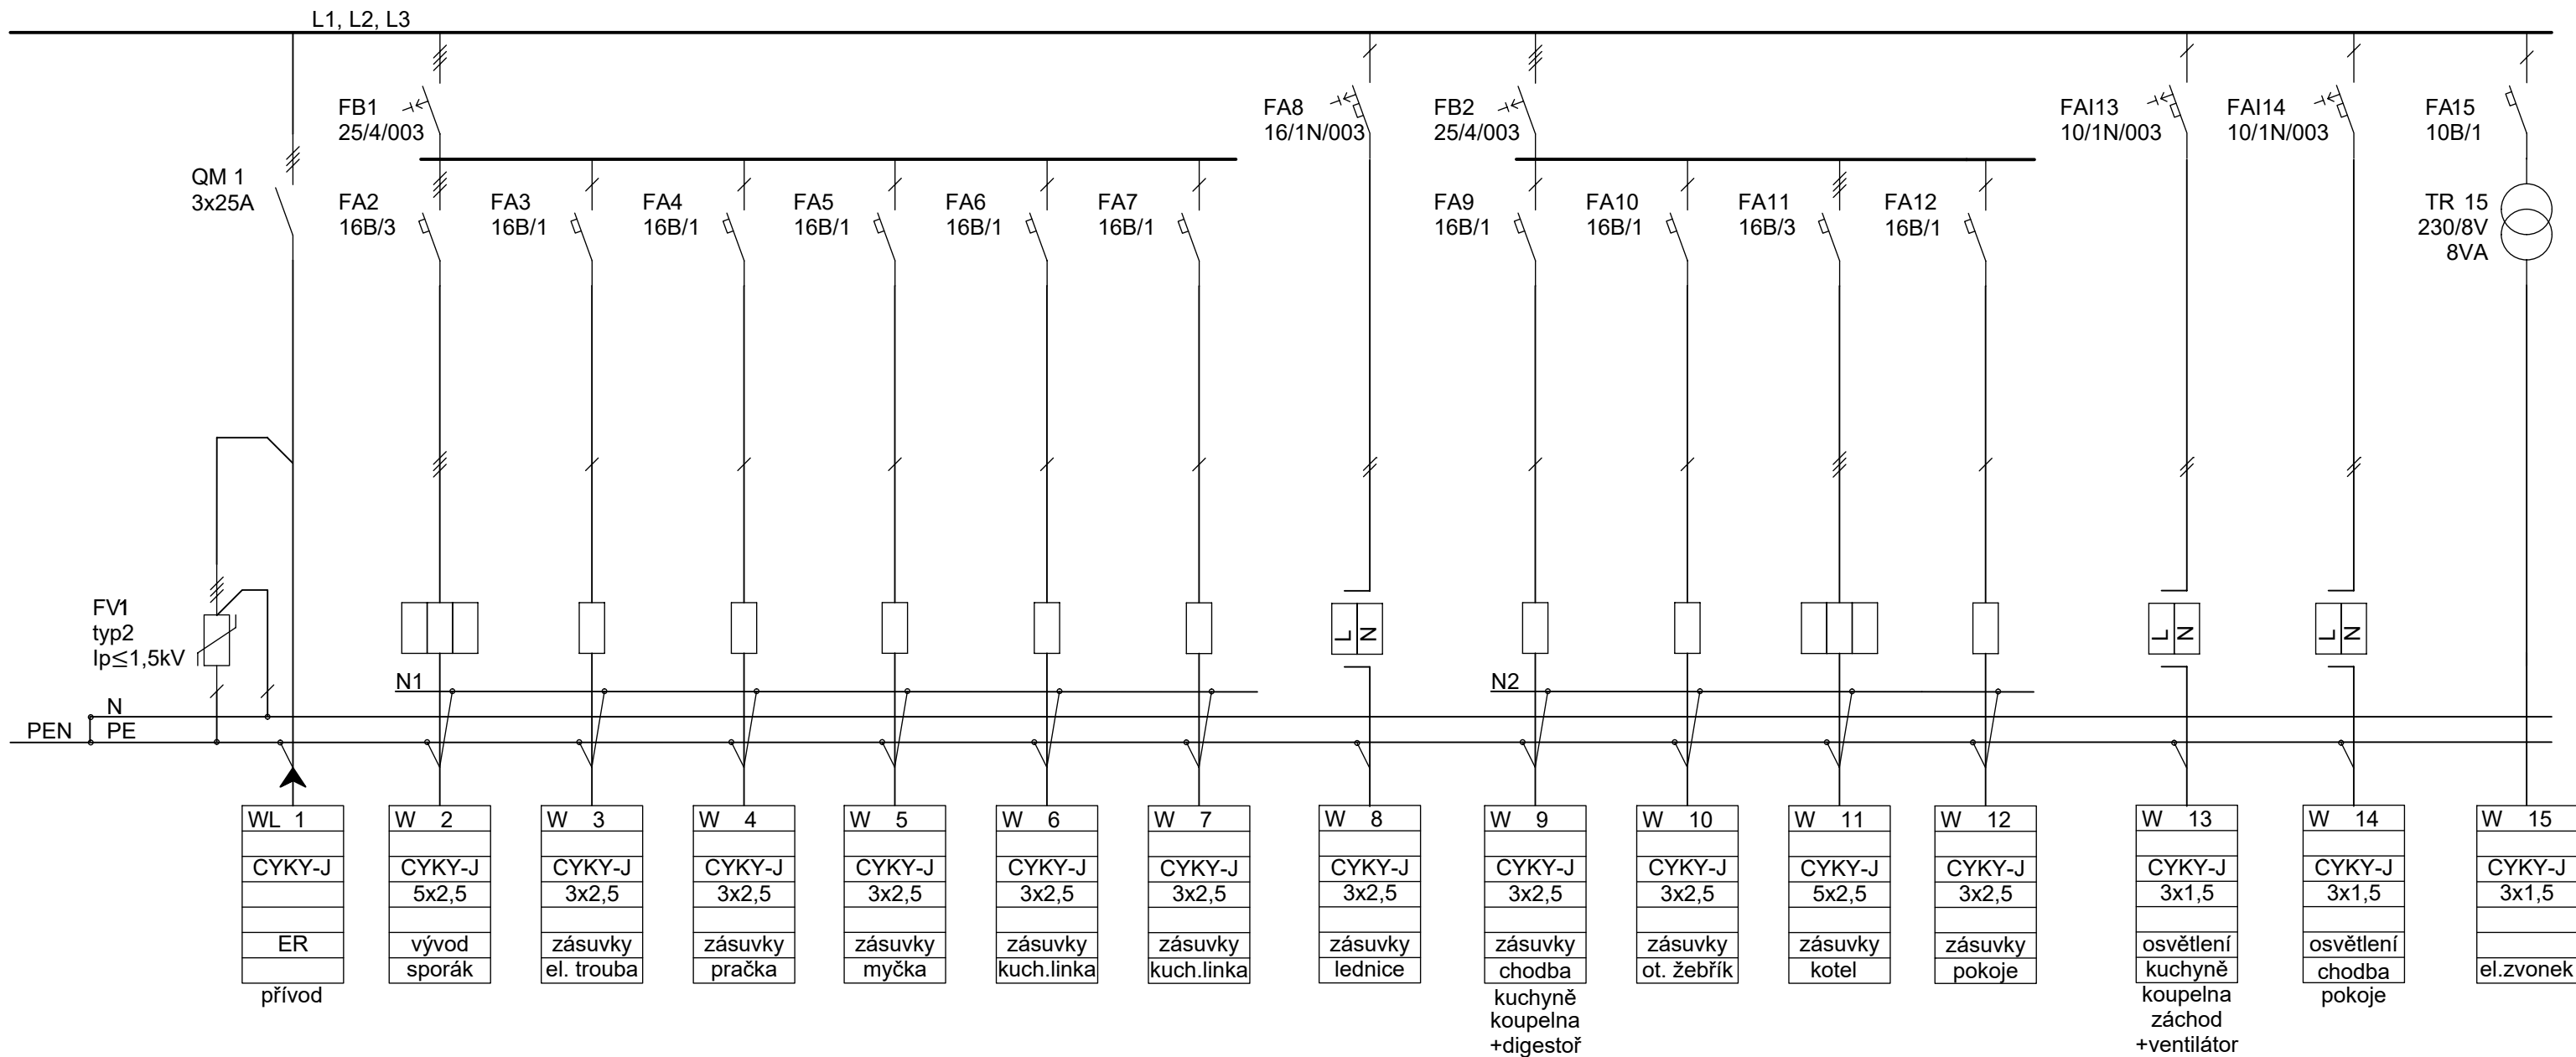 L1, L2, L3
QM 1
3x25A
FB1
25/4/003
FA2
16B/3
FA3
16B/1
FA4
16B/1
FA5
16B/1
FA6
16B/1
FA7
16B/1
FA8
16/1N/003
FB2
25/4/003
FA9
16B/1
FA10
16B/1
FA11
16B/3
FA12
16B/1
FAI13
10/1N/003
FAI14
10/1N/003
FA15
10B/1
TR 15
230/8V
8VA
FV1
typ2
Ip≤1,5kV
L
N
L
N
L
N
N1
N2
N
PEN
PE
WL 1
CYKY-J
ER
přívod
W 2
CYKY-J
5x2,5
vývod
sporák
W 3
CYKY-J
3x2,5
zásuvky
el. trouba
W 4
CYKY-J
3x2,5
zásuvky
pračka
W 5
CYKY-J
3x2,5
zásuvky
myčka
W 6
CYKY-J
3x2,5
zásuvky
kuch.linka
W 7
CYKY-J
3x2,5
zásuvky
kuch.linka
W 8
CYKY-J
3x2,5
zásuvky
lednice
W 9
CYKY-J
3x2,5
zásuvky
chodba
kuchyně
koupelna
+digestoř
W 10
CYKY-J
3x2,5
zásuvky
ot. žebřík
W 11
CYKY-J
5x2,5
zásuvky
kotel
W 12
CYKY-J
3x2,5
zásuvky
pokoje
W 13
CYKY-J
3x1,5
osvětlení
kuchyně
koupelna
záchod
+ventilátor
W 14
CYKY-J
3x1,5
osvětlení
chodba
pokoje
W 15
CYKY-J
3x1,5
el.zvonek